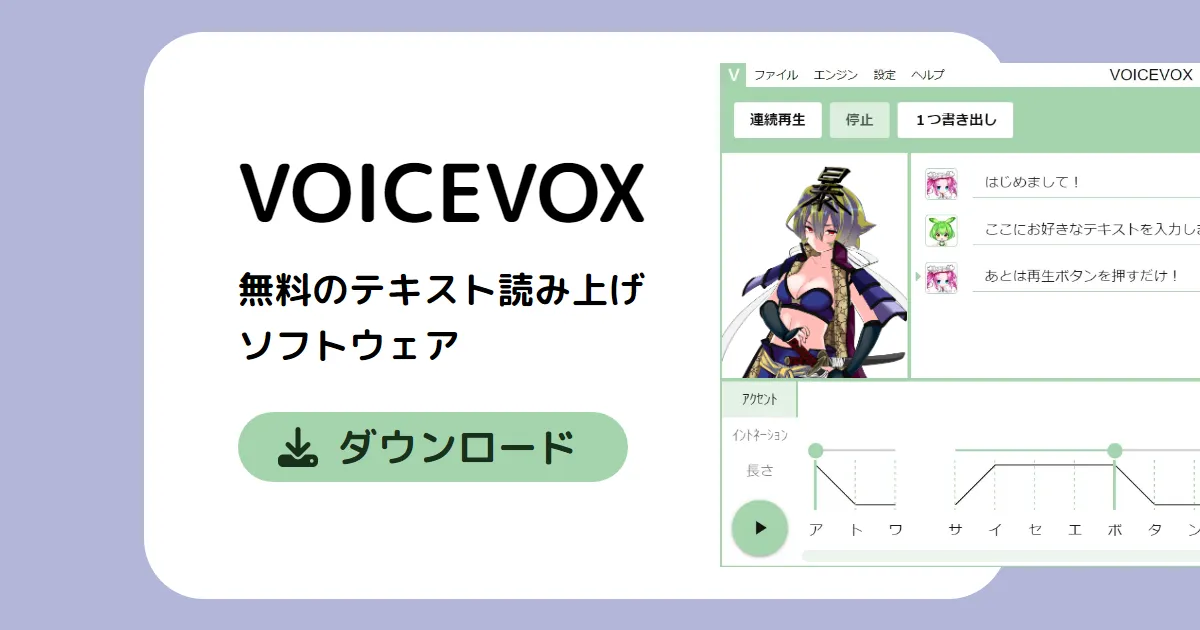 VOICEVOX
無料のテキスト読み上げ
ソフトウェア
ダウンロード
V ファイル エンジン 設定 ヘルプ VOICEVOX
連続再生 停止 1つ書き出し
暴
はじめまして！
ここにお好きなテキストを入力しま
あとは再生ボタンを押すだけ！
アクセント
イントネーション
長さ
ア ト ワ サ イ セ エ ボ タ ン